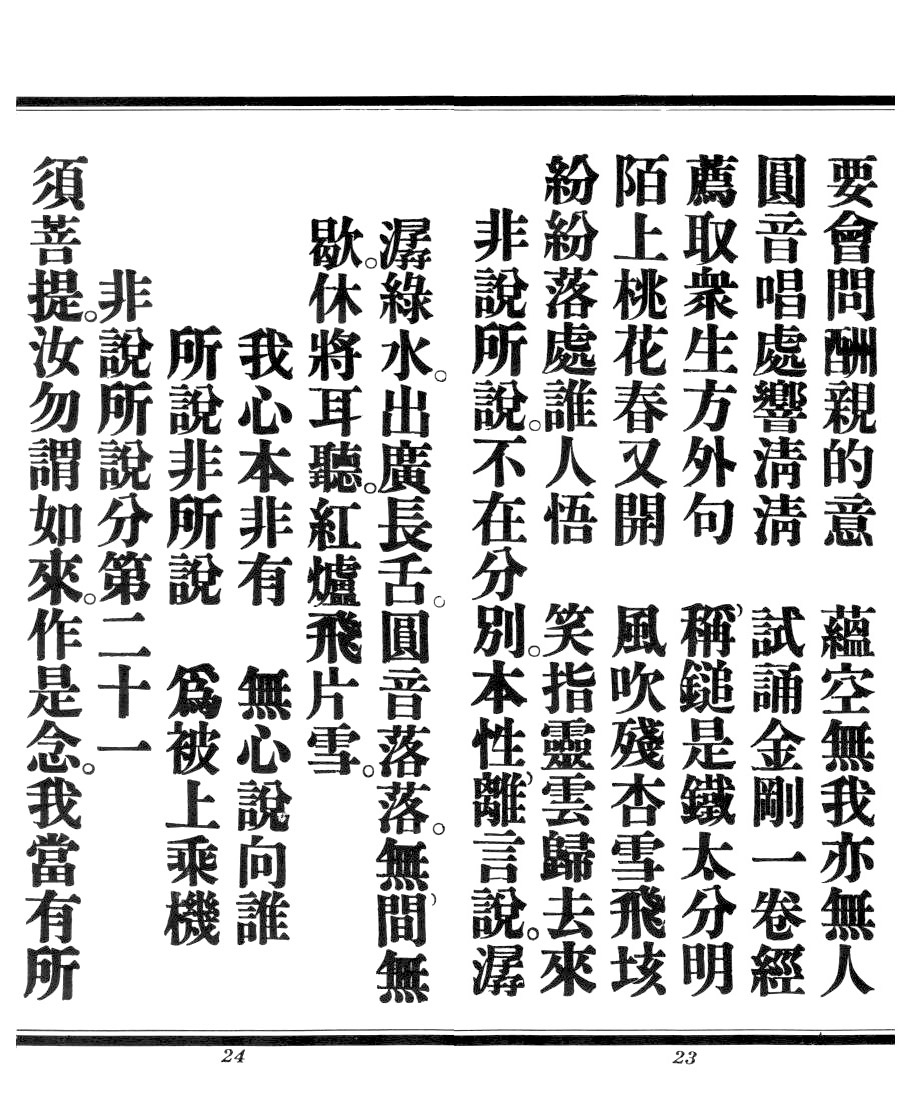 要會問酬親的意　蘊空無我亦無人
圓音唱處響淸淸　試誦金剛一卷經
薦取衆生方外句　稱鎚是鐵太分明
陌上桃花春又開　風吹殘杏雪飛垓
紛紛落處誰人悟　笑指靈雲歸去來
非說所說。不在分別。本性離言說。潺
23
潺綠水。出廣長舌。圓音落落。無間無
歇。休將耳聽。紅爐飛片雪。
我心本非有　無心說向誰
所說非所說　爲被上乘機
非說所說分第二十一
須菩提。汝勿謂如來。作是念。我當有所
24